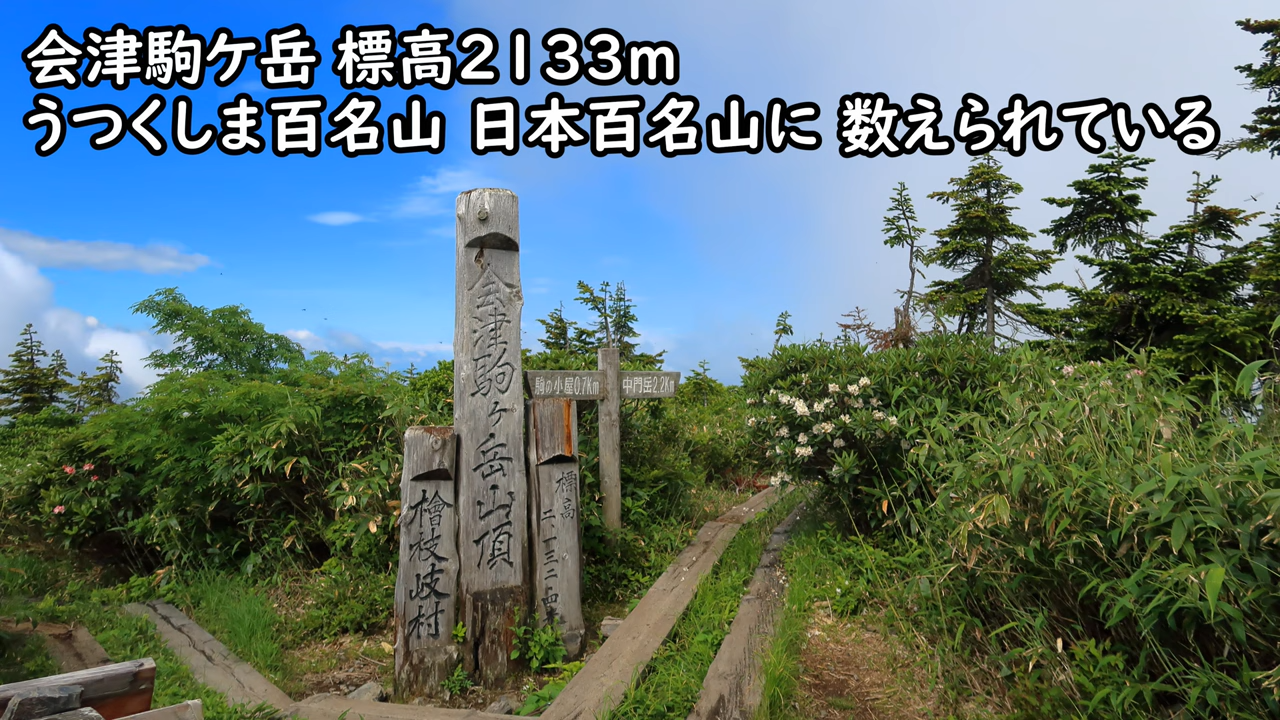 会津駒ケ岳 標高2133m
うつくしま百名山 日本百名山に 数えられている
会津駒ヶ岳山頂
駒の小屋0.7Km
中門岳2.2Km
檜枝岐村
標高
二、一三二・四米